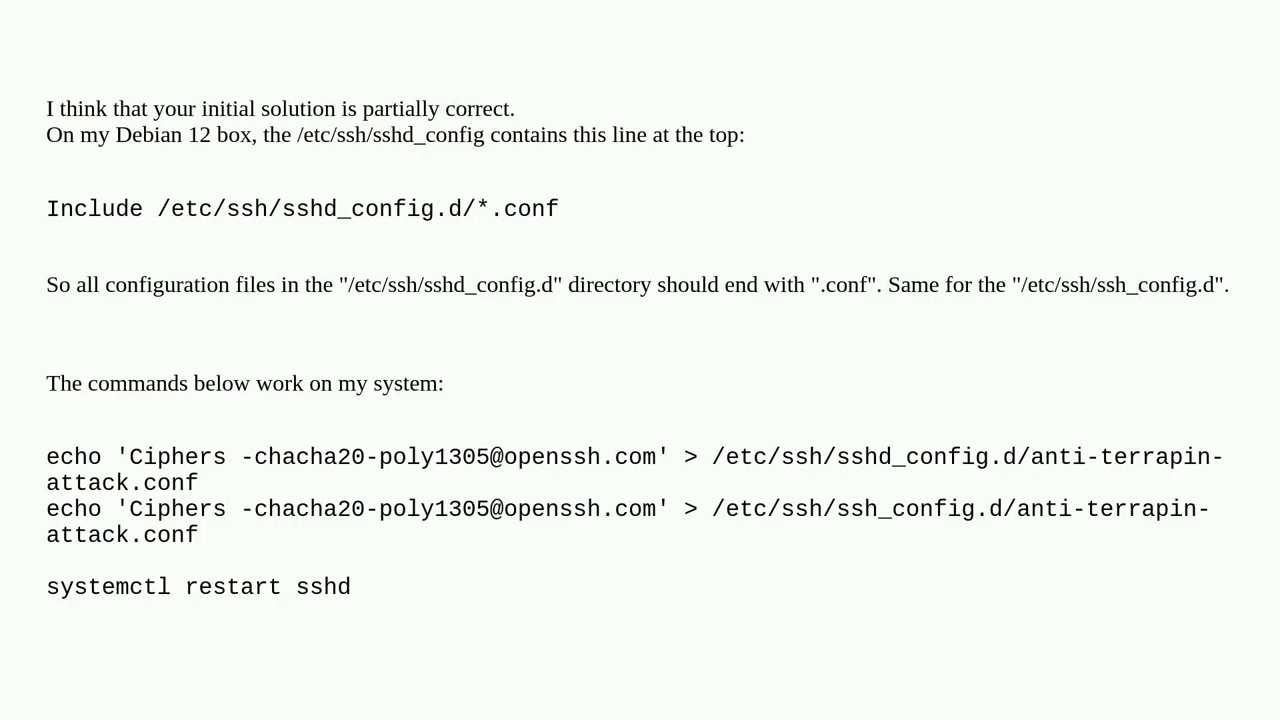 I think that your initial solution is partially correct.
On my Debian 12 box, the /etc/ssh/sshd_config contains this line at the top:
Include /etc/ssh/sshd_config.d/*.conf
So all configuration files in the "/etc/ssh/sshd_config.d" directory should end with ".conf". Same for the "/etc/ssh/ssh_config.d".
The commands below work on my system:
echo 'Ciphers -chacha20-poly1305@openssh.com' > /etc/ssh/sshd_config.d/anti-terrapin-
attack.conf
echo 'Ciphers -chacha20-poly1305@openssh.com' > /etc/ssh/ssh_config.d/anti-terrapin-
attack.conf
systemctl restart sshd